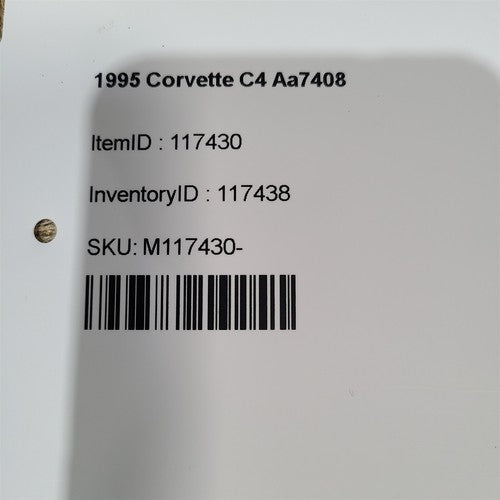 1995 Corvette C4 Aa7408
ItemID : 117430
InventoryID : 117438
SKU: M117430-